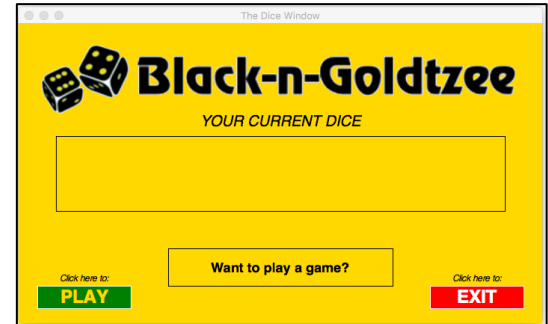 The Dice Window
Black-n-Goldtzee
YOUR CURRENT DICE
Want to play a game?
Click here to:
PLAY
Click here to:
EXIT